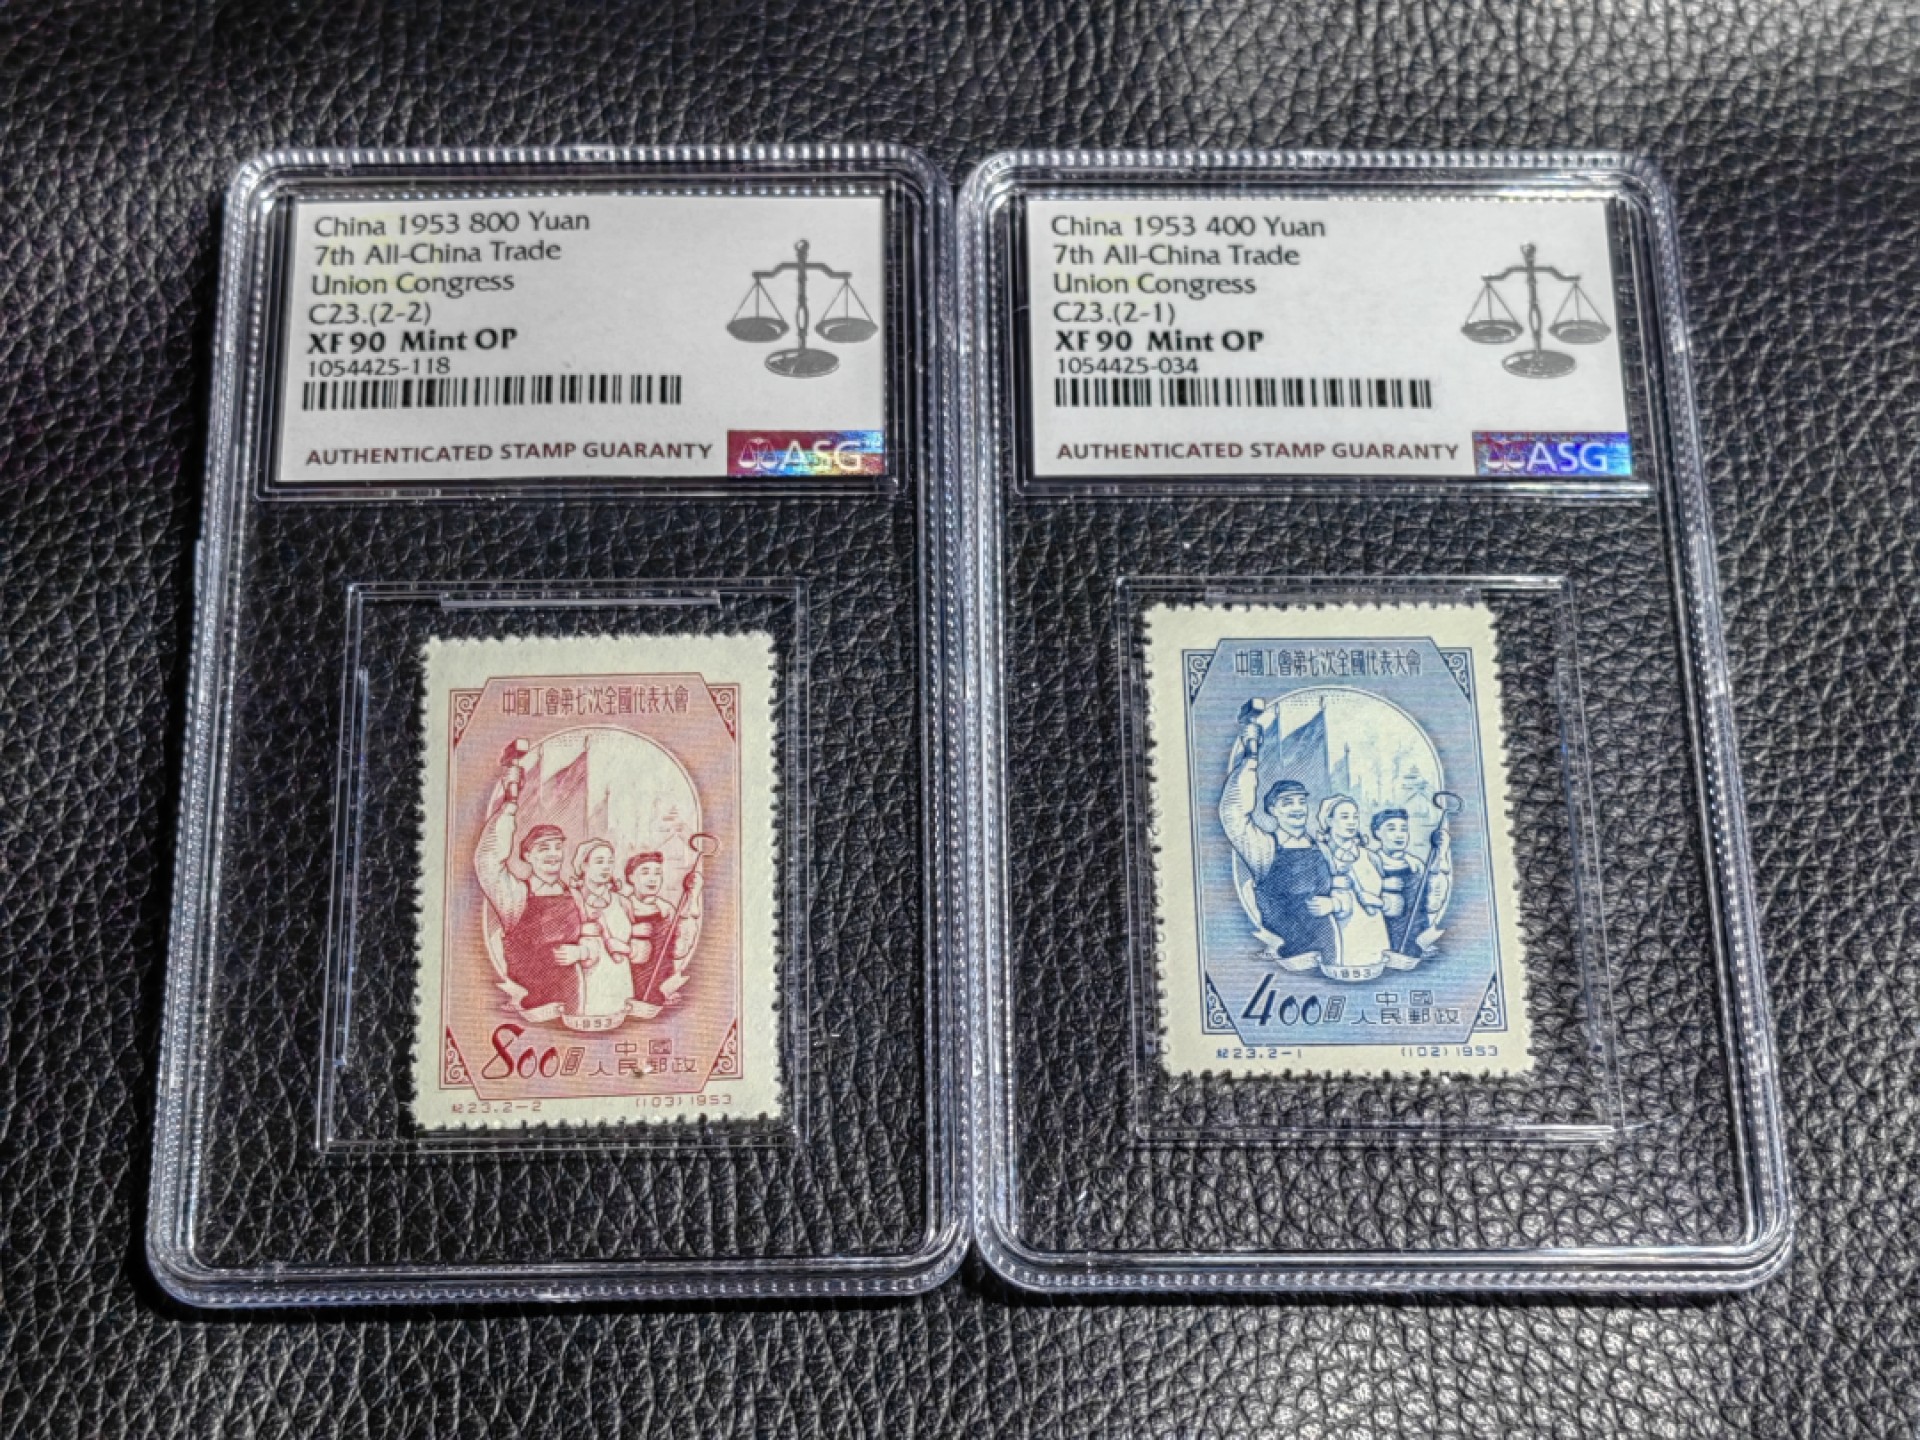 China 1953 800 Yuan
7th All-China Trade
Union Congress
C23.(2-2)
XF 90 Mint OP
1054425-118
AUTHENTICATED STAMP GUARANTY
ASG
中國工會第七次全國代表大會
1953
800圓
中國
人民郵政
紀23.2-2
(103)1953
China 1953 400 Yuan
7th All-China Trade
Union Congress
C23.(2-1)
XF 90 Mint OP
1054425-034
AUTHENTICATED STAMP GUARANTY
ASG
中國工會第七次全國代表大會
1953
400圓
中國
人民郵政
紀23.2-1
(102)1953